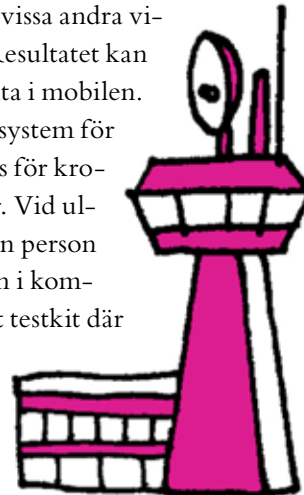 vissa andra vi-
Resultatet kan
ta i mobilen.
system för
s för kro-
r. Vid ul-
n person
n i kom-
t testkit där